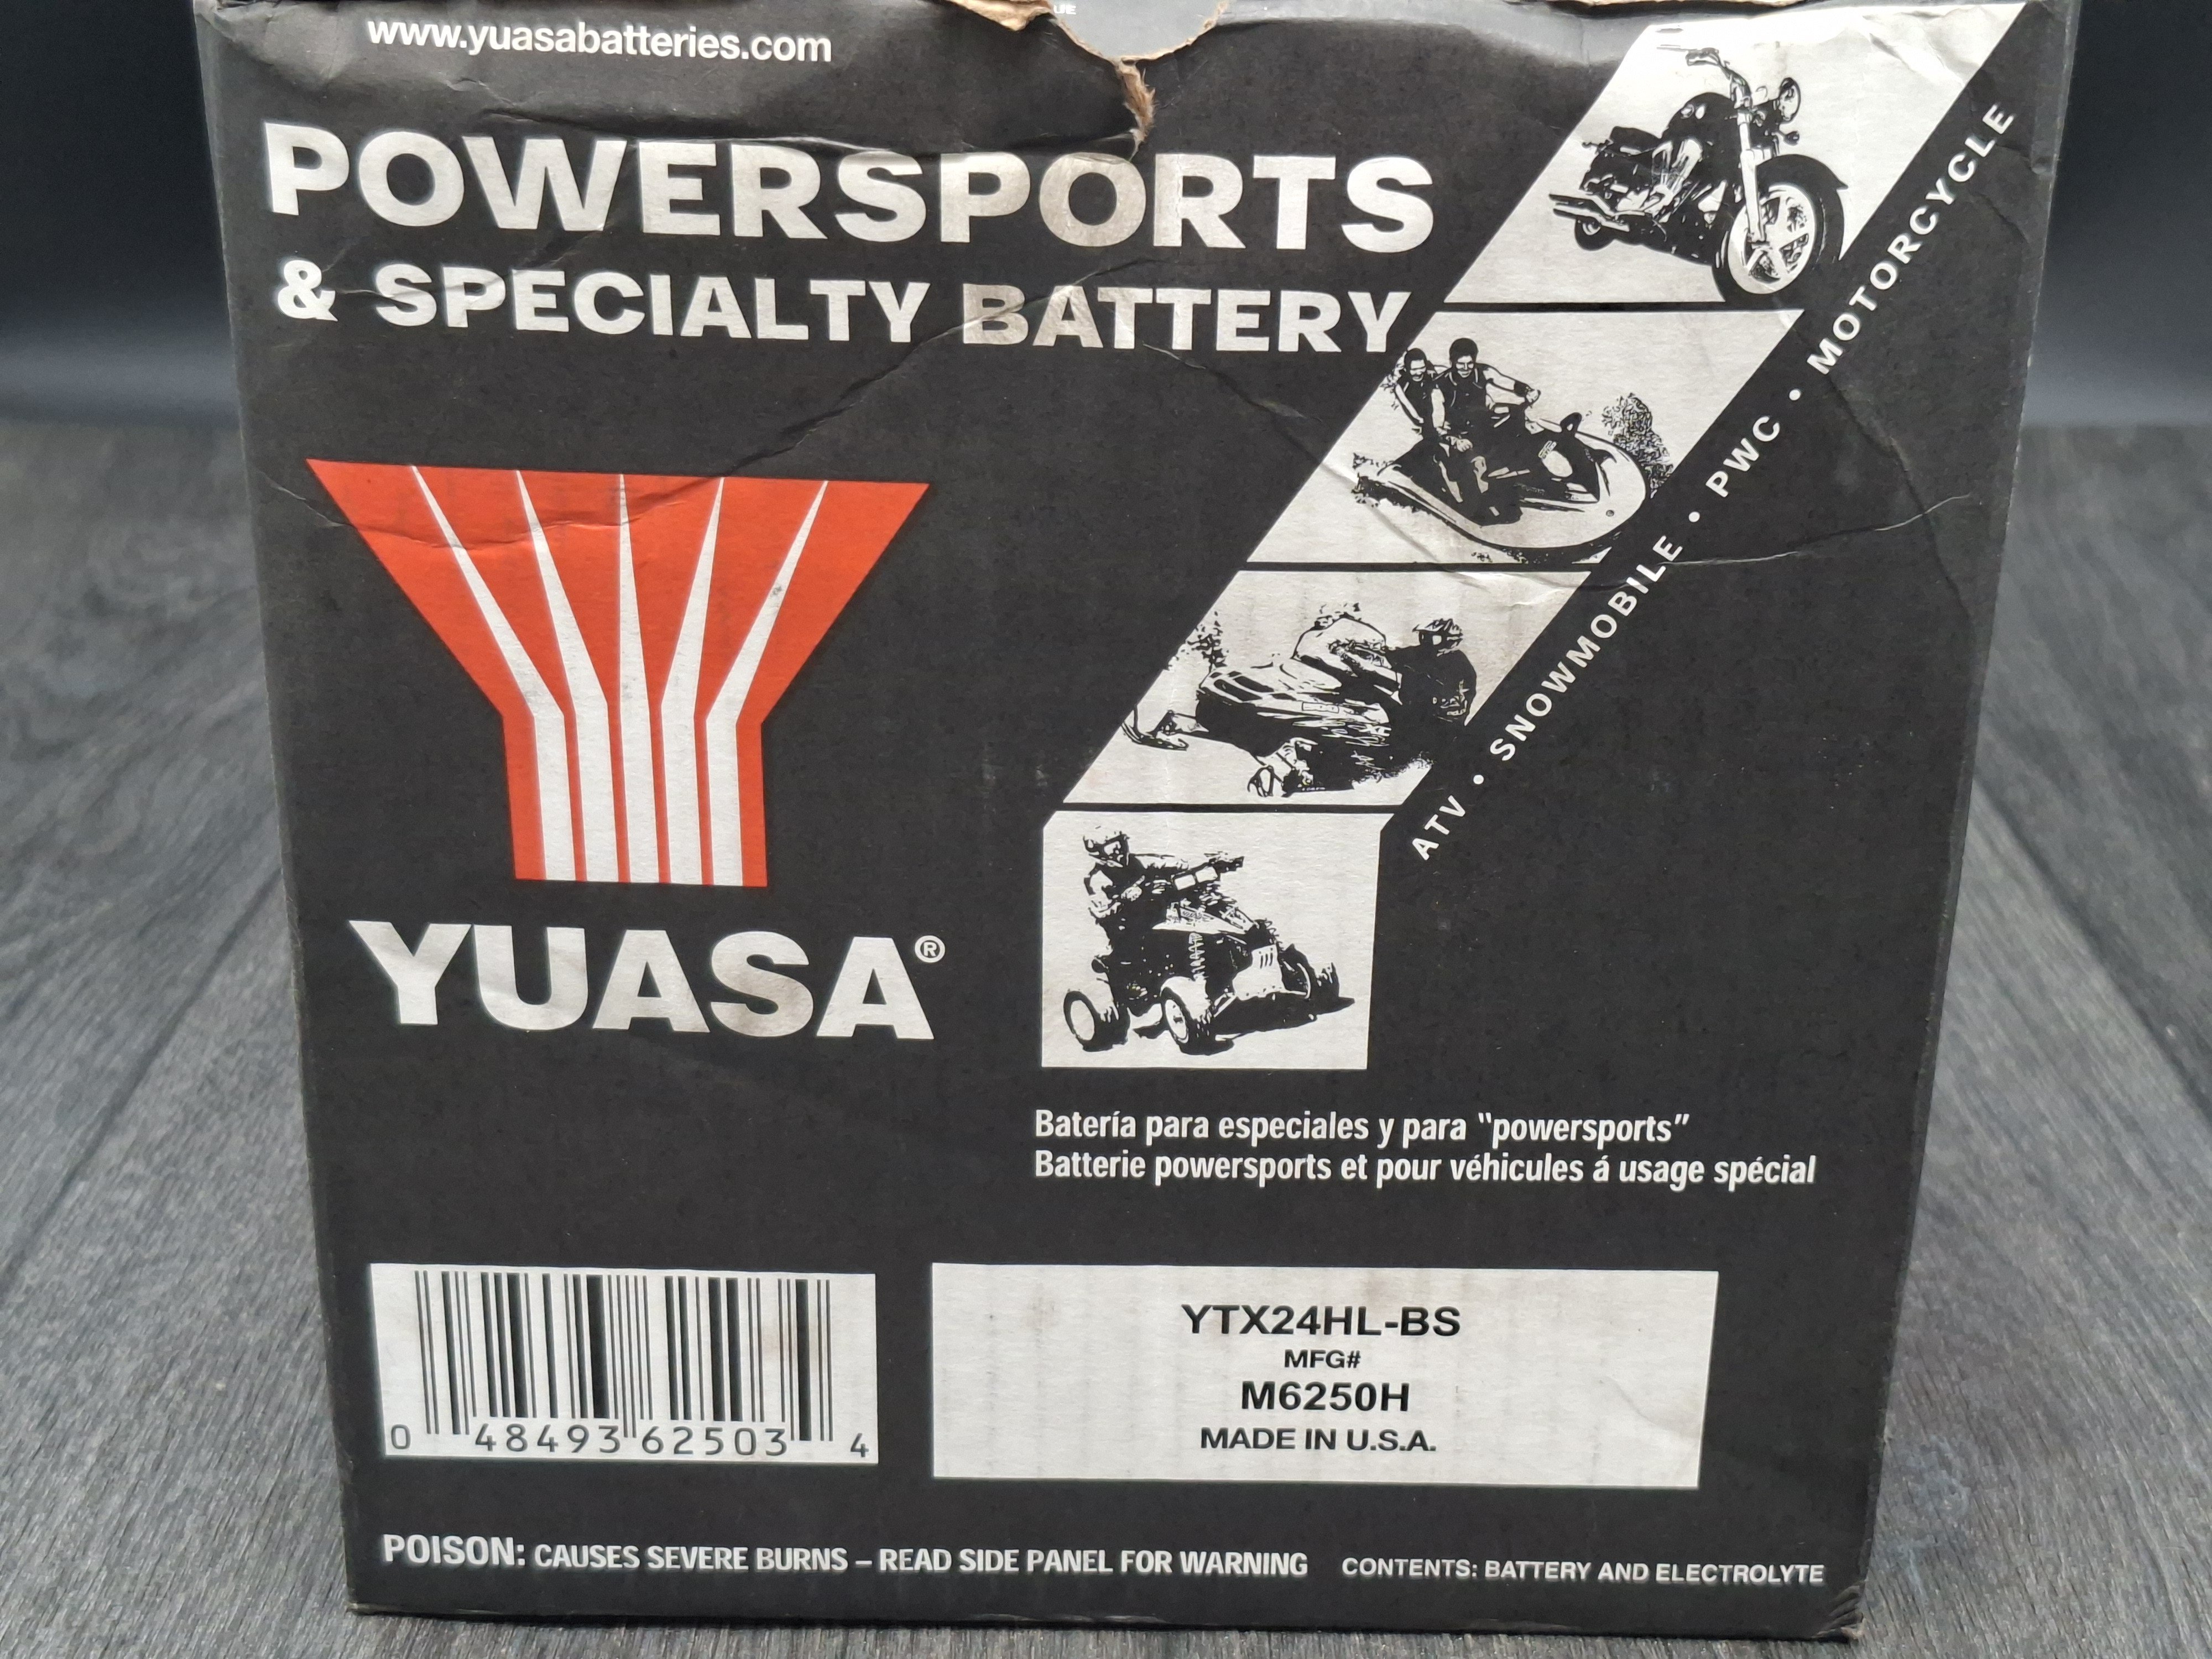 www.yuasabatteries.com
POWERSPORTS
& SPECIALTY BATTERY
ATV • SNOWMOBILE • PWC • MOTORCYCLE
YUASA®
Batería para especiales y para "powersports"
Batterie powersports et pour véhicules á usage spécial
0 48493 62503 4
YTX24HL-BS
MFG#
M6250H
MADE IN U.S.A.
POISON: CAUSES SEVERE BURNS – READ SIDE PANEL FOR WARNING
CONTENTS: BATTERY AND ELECTROLYTE